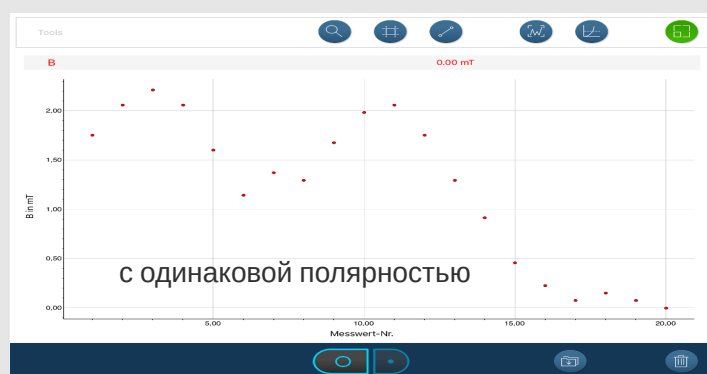 Tools
B 0.00 mT
2,00
1,50
1,00
0,50
0,00
B in mT
с одинаковой полярностью
5,00 10,00 15,00 20,00
Messwert-Nr.